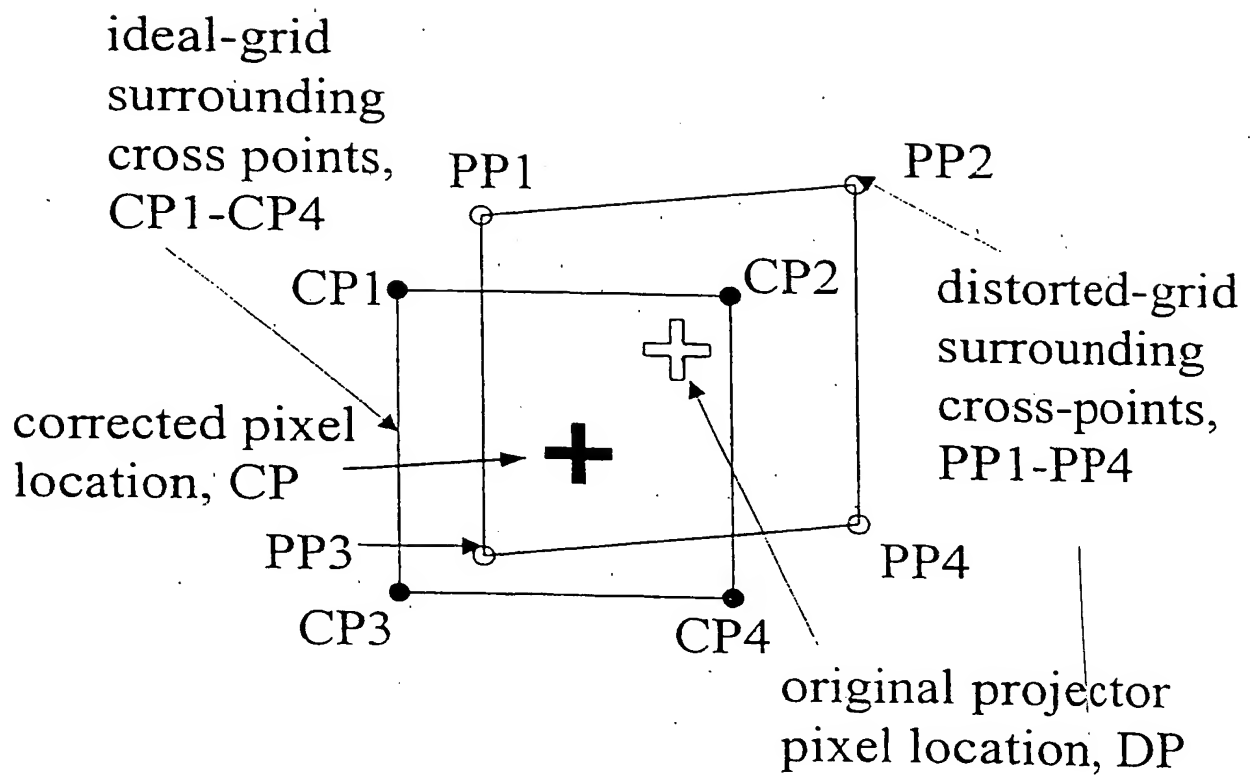 ideal-grid
surrounding
cross points,
CP1-CP4
PP1
PP2
CP1
CP2
distorted-grid
surrounding
cross-points,
PP1-PP4
corrected pixel
location, CP
PP3
PP4
CP3
CP4
original projector
pixel location, DP